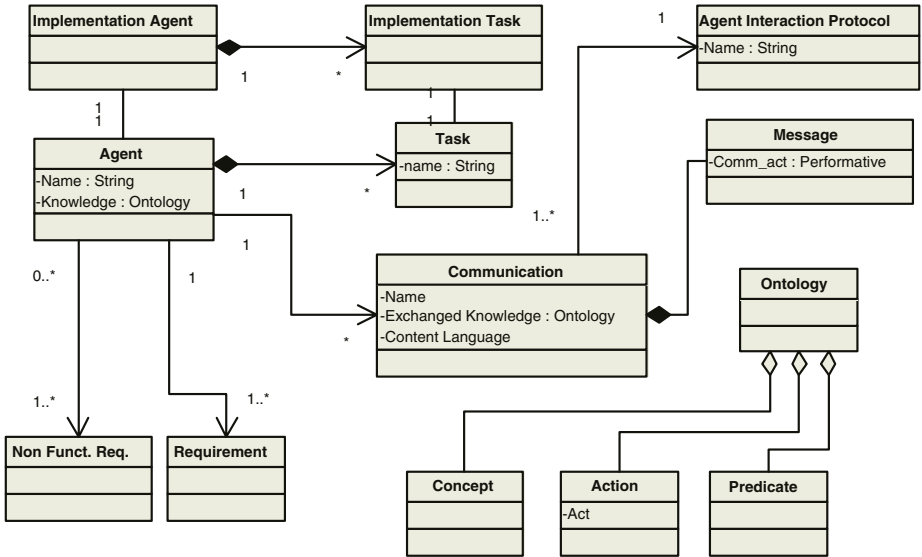 Implementation Agent
Implementation Task
Agent Interaction Protocol
-Name : String
1
1
*
1
1
1
1
Agent
-Name : String
-Knowledge : Ontology
Task
-name : String
1
*
Message
-Comm_act : Performative
1..*
1
*
0..*
1
Communication
-Name
-Exchanged Knowledge : Ontology
-Content Language
Ontology
1..*
1..*
Non Funct. Req.
Requirement
Concept
Action
-Act
Predicate